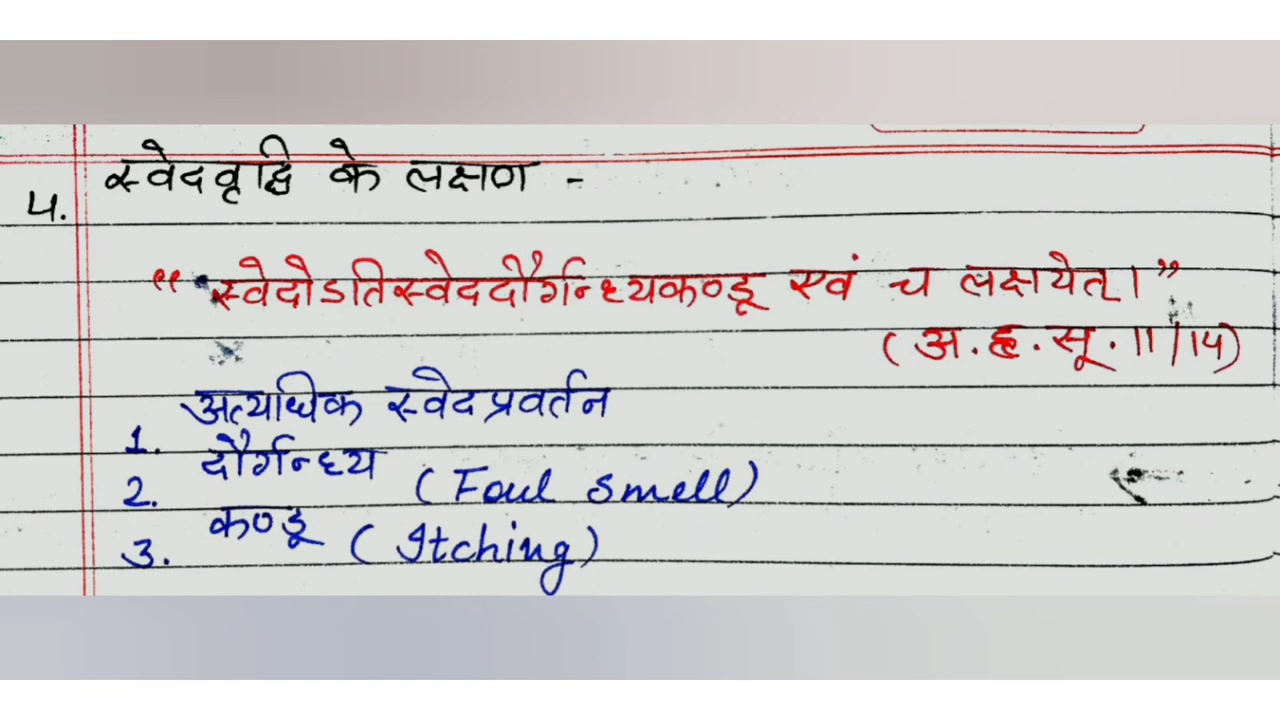 ५. स्वेदवृद्धि के लक्षण -
“ स्वेदोऽतिस्वेददौर्गन्ध्यकण्डू एवं च लक्षयेत् । ”
(अ.हृ.सू. 11/14)
1. अत्यधिक स्वेदप्रवर्तन
2. दौर्गन्ध्य (Foul smell)
3. कण्डू (Itching)